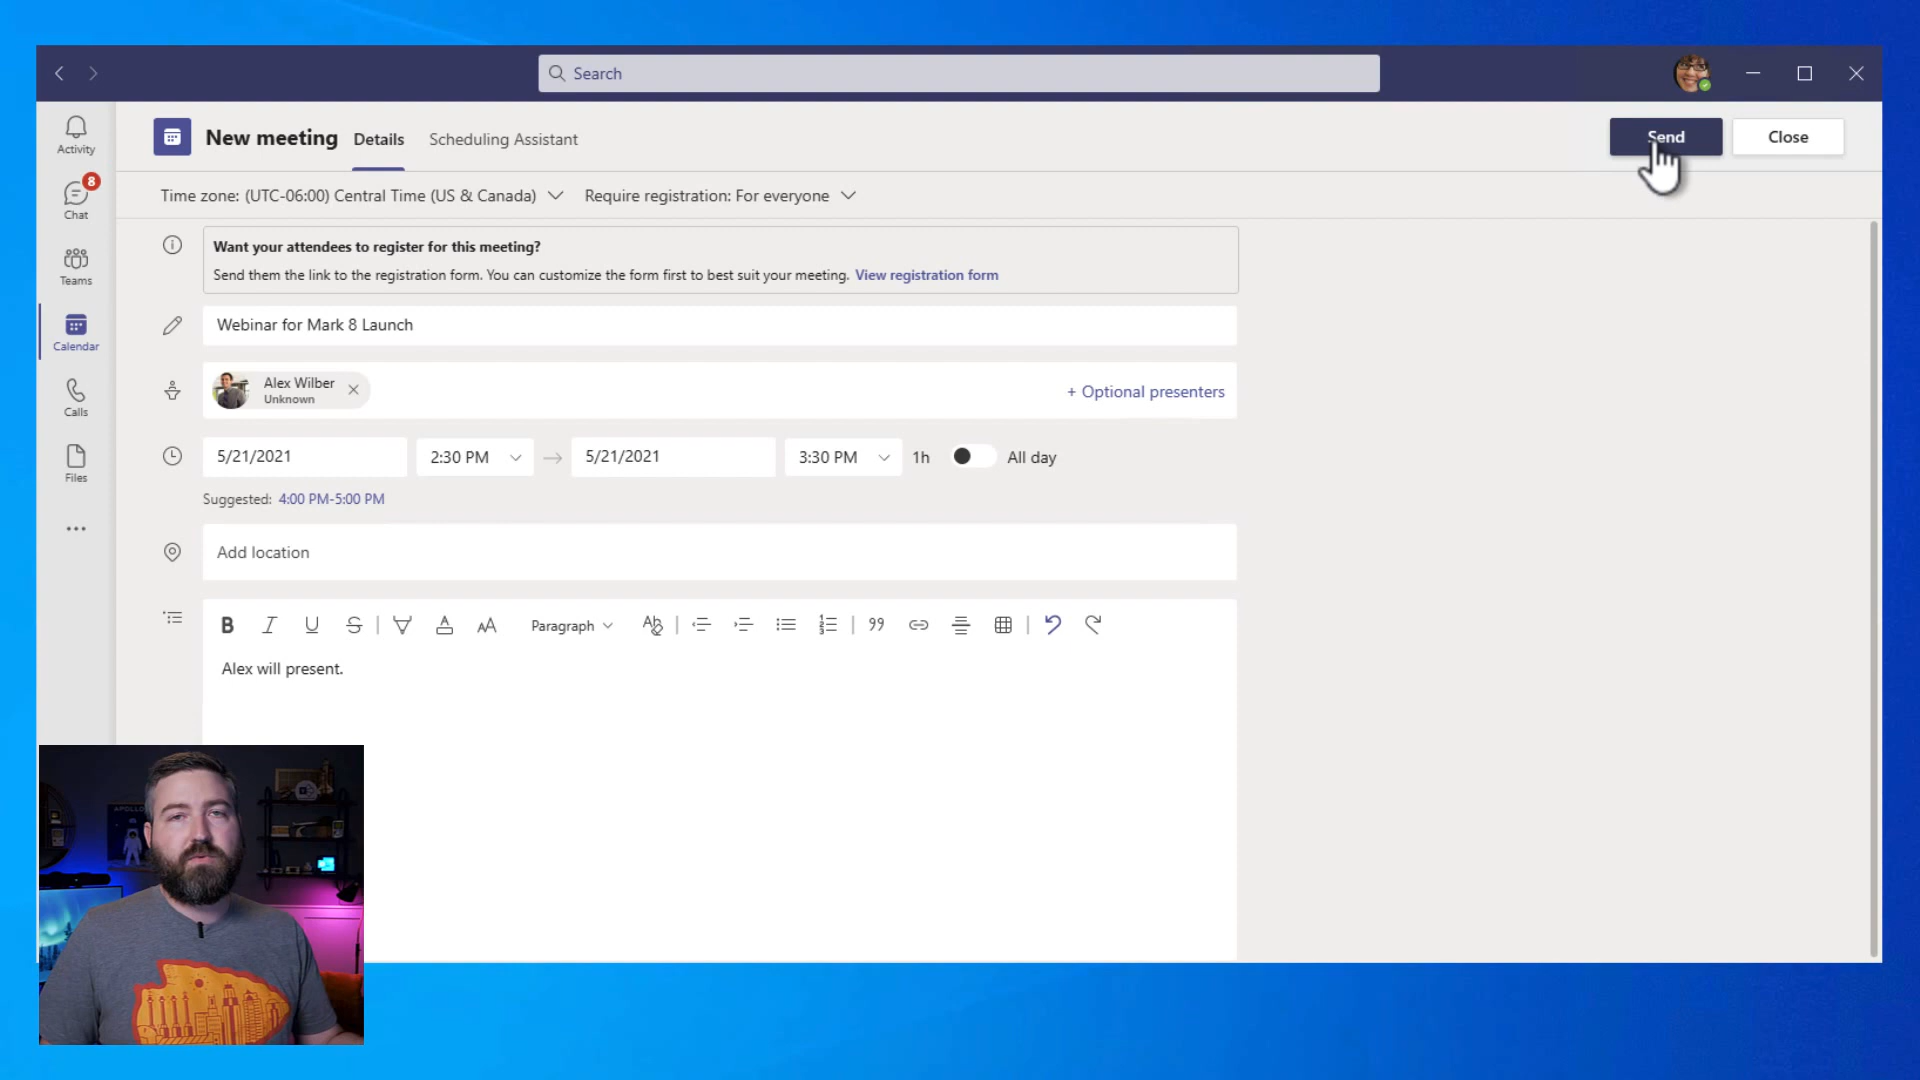 Search
Activity
8
Chat
Teams
Calendar
Calls
Files
New meeting
Details
Scheduling Assistant
Send
Close
Time zone: (UTC-06:00) Central Time (US & Canada)
Require registration: For everyone
Want your attendees to register for this meeting?
Send them the link to the registration form. You can customize the form first to best suit your meeting. View registration form
Webinar for Mark 8 Launch
Alex Wilber
Unknown
+ Optional presenters
5/21/2021
2:30 PM
5/21/2021
3:30 PM
1h
All day
Suggested: 4:00 PM-5:00 PM
Add location
Paragraph
Alex will present.
APOLLO